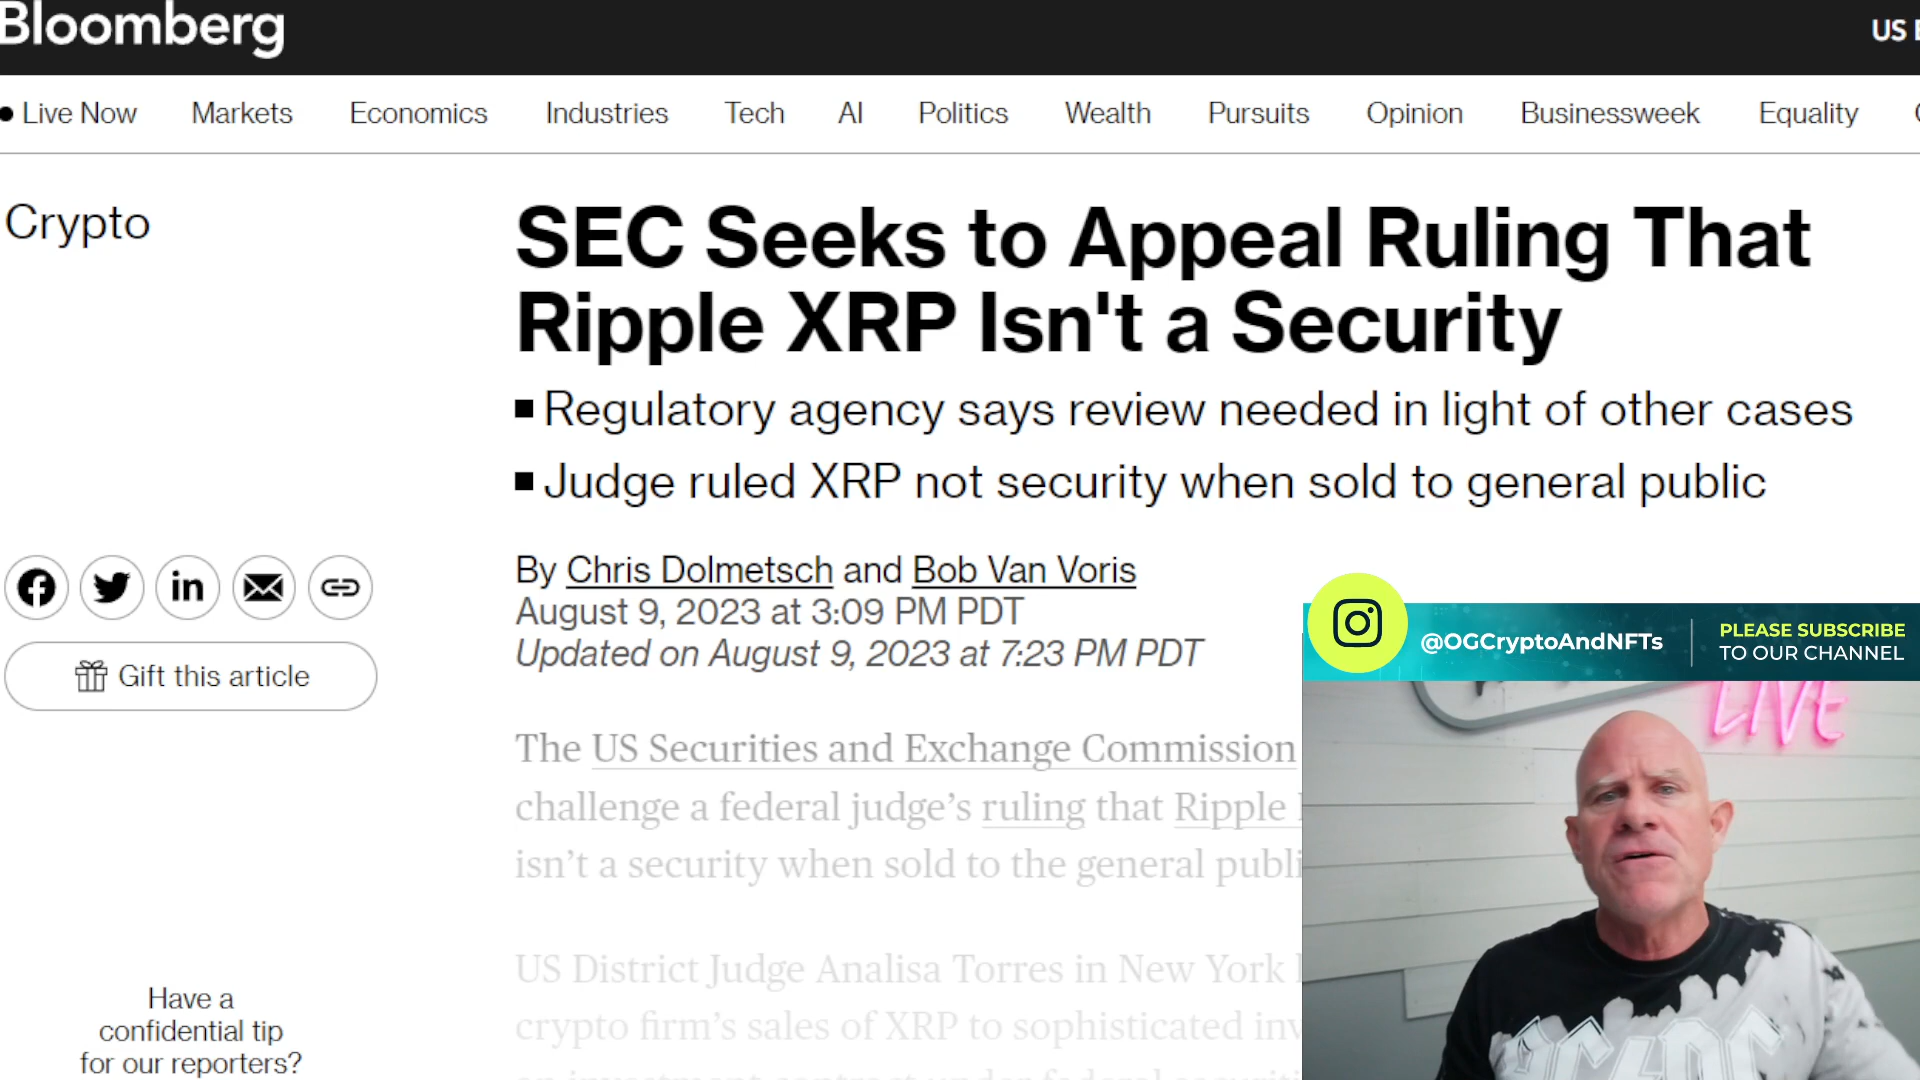 Bloomberg
US
Live Now Markets Economics Industries Tech AI Politics Wealth Pursuits Opinion Businessweek Equality
Crypto
SEC Seeks to Appeal Ruling That
Ripple XRP Isn't a Security
Regulatory agency says review needed in light of other cases
Judge ruled XRP not security when sold to general public
By Chris Dolmetsch and Bob Van Voris
August 9, 2023 at 3:09 PM PDT
Updated on August 9, 2023 at 7:23 PM PDT
Gift this article
The US Securities and Exchange Commission
challenge a federal judge’s ruling that Ripple
isn’t a security when sold to the general
US District Judge Analisa Torres in New York
crypto firm’s sales of XRP to sophisticated
Have a
confidential tip
for our reporters?
@OGCryptoAndNFTs
PLEASE SUBSCRIBE
TO OUR CHANNEL
LIVE
AC/DC